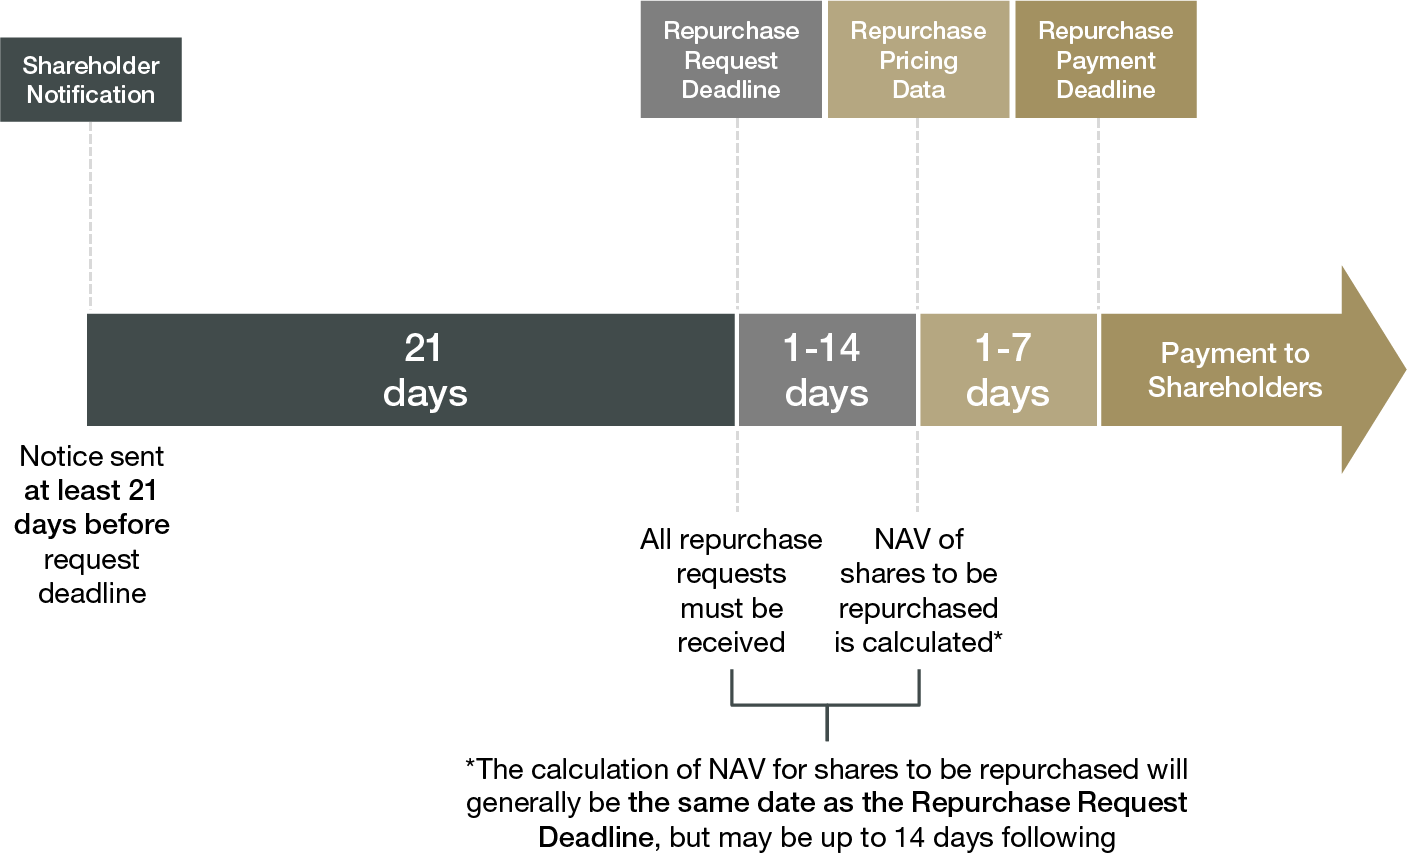 Shareholder
Notification
Repurchase
Request
Deadline
Repurchase
Pricing
Data
Repurchase
Payment
Deadline
21
days
1-14
days
1-7
days
Payment to
Shareholders
Notice sent
at least 21
days before
request
deadline
All repurchase
requests
must be
received
NAV of
shares to be
repurchased
is calculated*
*The calculation of NAV for shares to be repurchased will
generally be the same date as the Repurchase Request
Deadline, but may be up to 14 days following